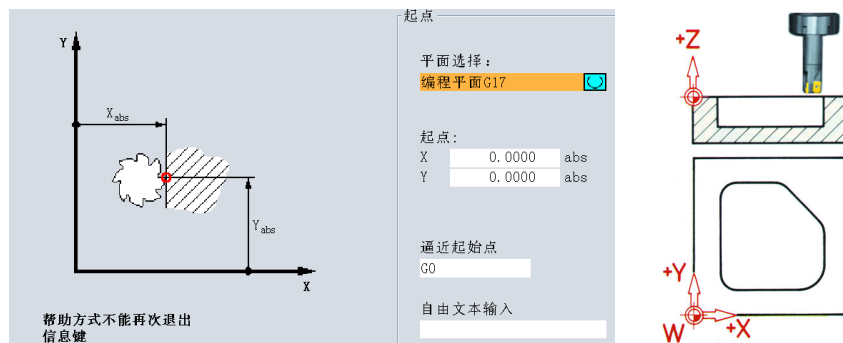 起点
Y
平面选择：
编程平面G17
Xabs
起点:
X 0.0000 abs
Y 0.0000 abs
Yabs
逼近起始点
G0
X
自由文本输入
帮助方式不能再次退出
信息键
+Z
+Y
W
+X